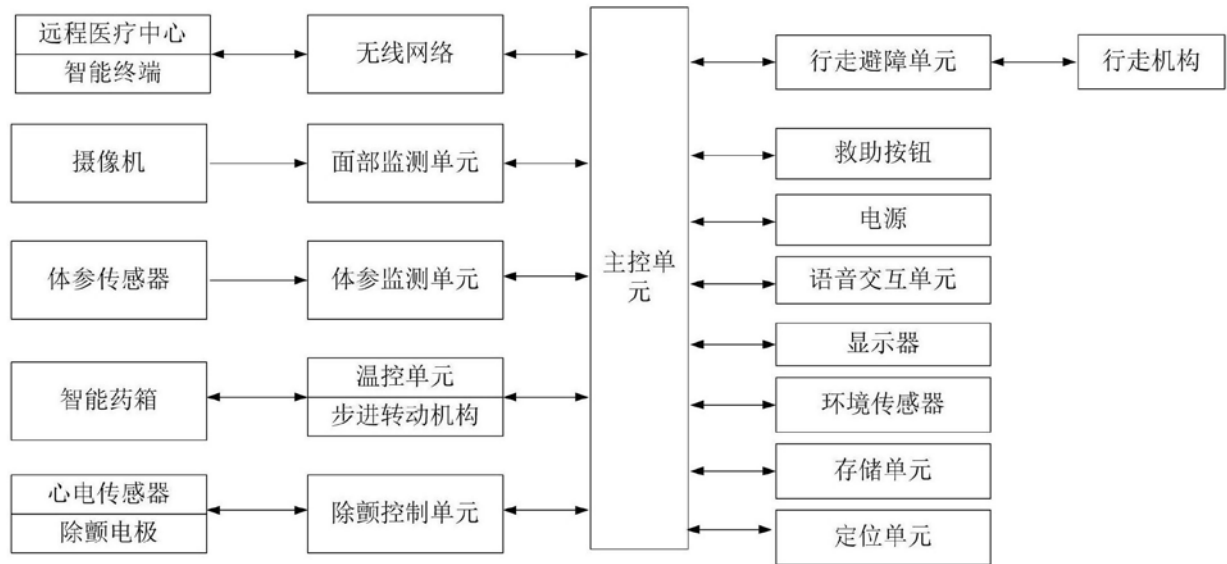 远程医疗中心
智能终端
无线网络
行走避障单元
行走机构
摄像机
面部监测单元
救助按钮
电源
主控单
元
体参传感器
体参监测单元
语音交互单元
显示器
智能药箱
温控单元
步进转动机构
环境传感器
存储单元
心电传感器
除颤电极
除颤控制单元
定位单元